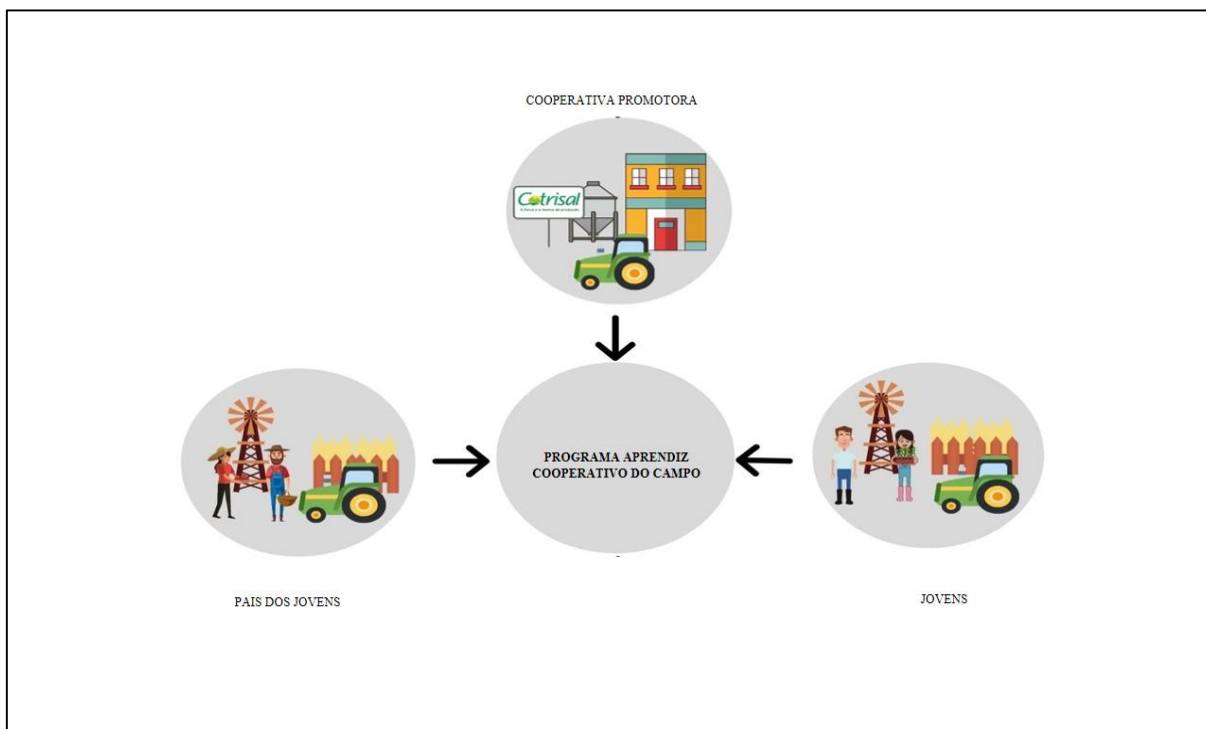 COOPERATIVA PROMOTORA
Cotrisal
PROGRAMA APRENDIZ
COOPERATIVO DO CAMPO
PAIS DOS JOVENS
JOVENS